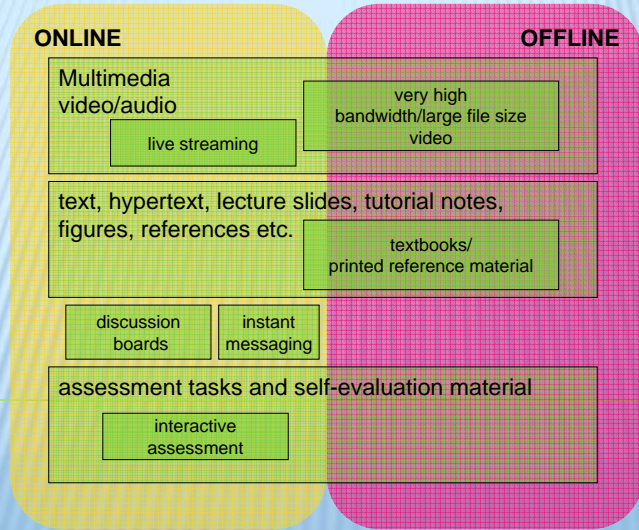 ONLINE
OFFLINE
Multimedia
video/audio
live streaming
very high
bandwidth/large file size
video
text, hypertext, lecture slides, tutorial notes,
figures, references etc.
textbooks/
printed reference material
discussion
boards
instant
messaging
assessment tasks and self-evaluation material
interactive
assessment